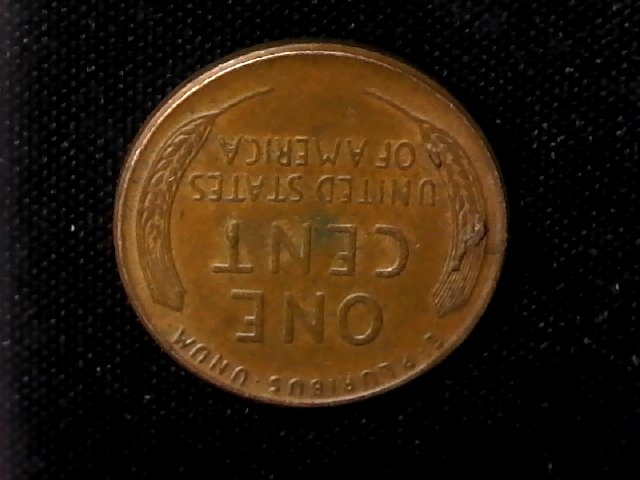 E·PLURIBUS·UNUM
ONE
CENT
UNITED STATES
OF AMERICA